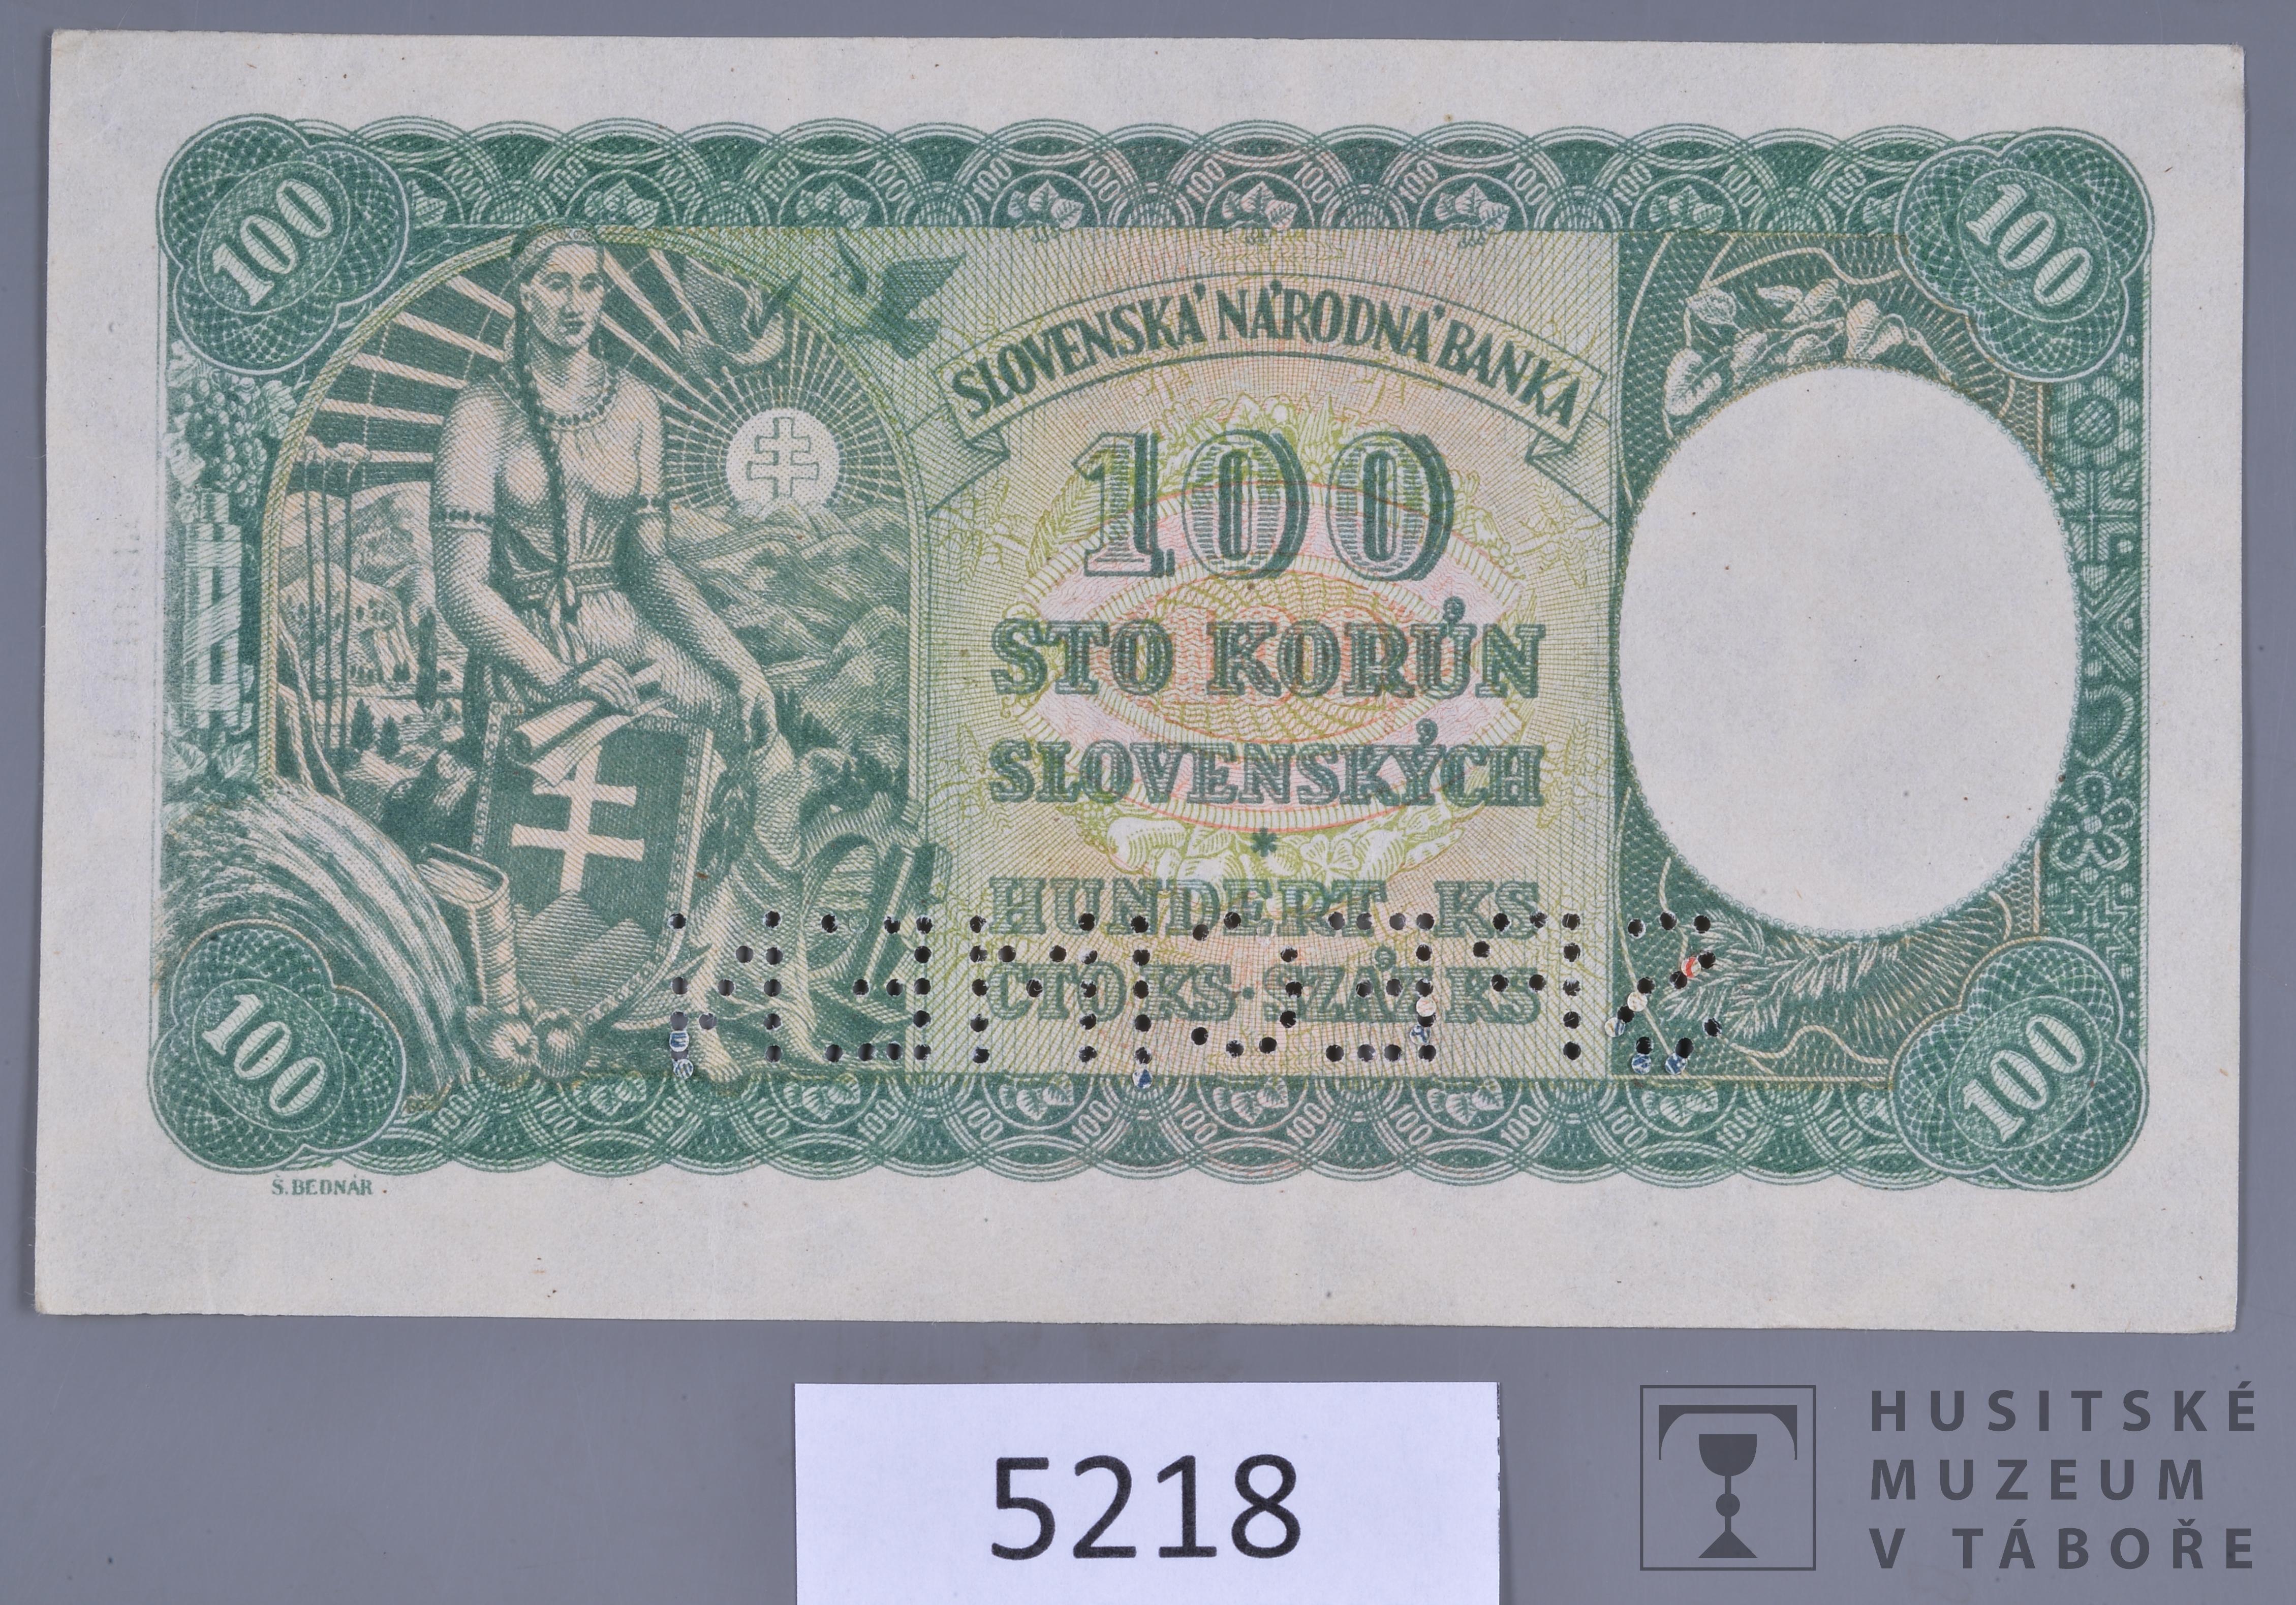 100
100
SLOVENSKÁ NÁRODNÁ BANKA
100
STO KORÚN
SLOVENSKÝCH
*
HUNDERT KS
СТО KS · SZÁZ KS
100
100
Š. BEDNÁR
5218
HUSITSKÉ
MUZEUM
V TÁBOŘE